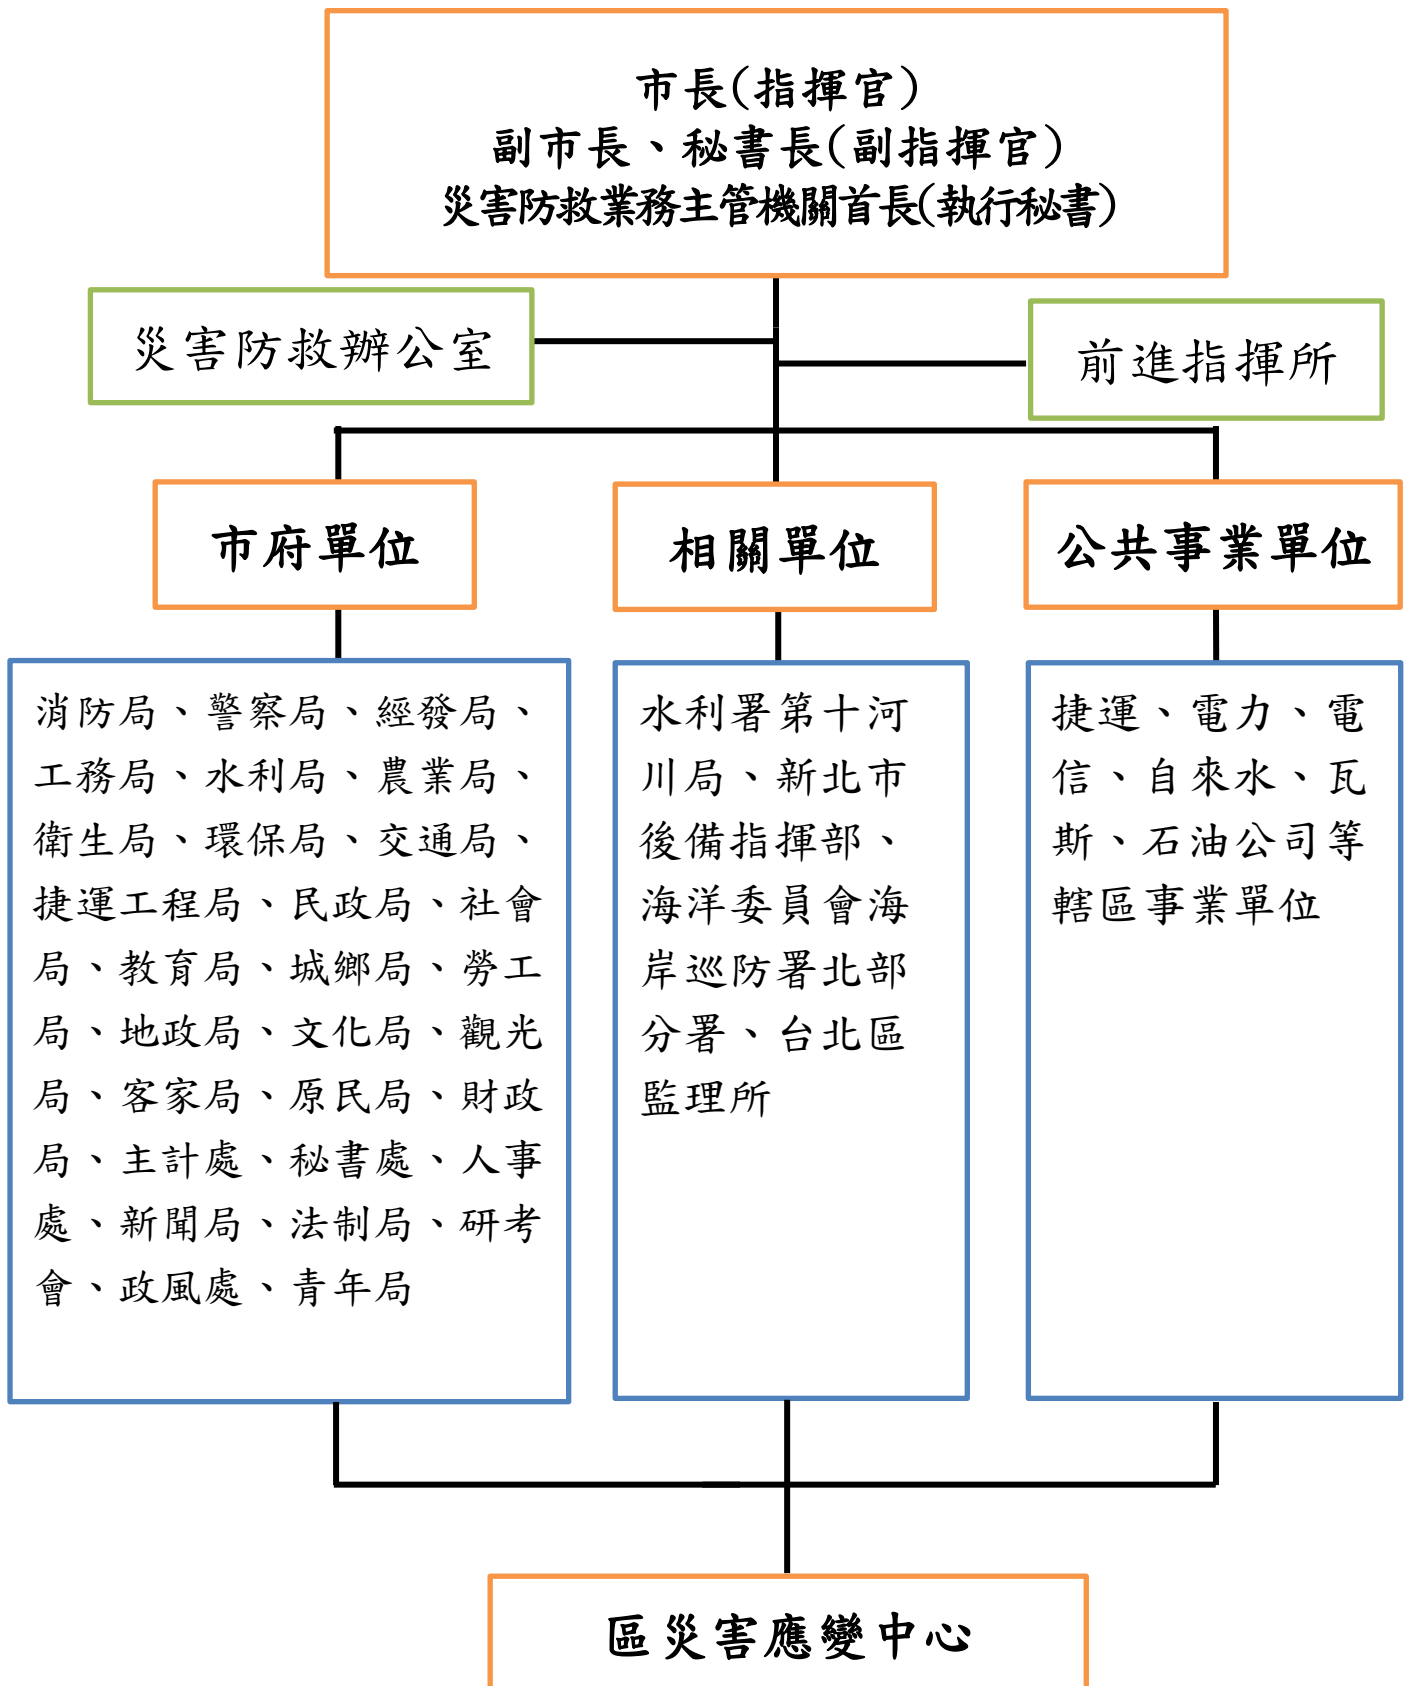 市長(指揮官)
副市長、秘書長(副指揮官)
災害防救業務主管機關首長(執行秘書)
災害防救辦公室
前進指揮所
市府單位
相關單位
公共事業單位
消防局、警察局、經發局、
工務局、水利局、農業局、
衛生局、環保局、交通局、
捷運工程局、民政局、社會
局、教育局、城鄉局、勞工
局、地政局、文化局、觀光
局、客家局、原民局、財政
局、主計處、秘書處、人事
處、新聞局、法制局、研考
會、政風處、青年局
水利署第十河
川局、新北市
後備指揮部、
海洋委員會海
岸巡防署北部
分署、台北區
監理所
捷運、電力、電
信、自來水、瓦
斯、石油公司等
轄區事業單位
區災害應變中心